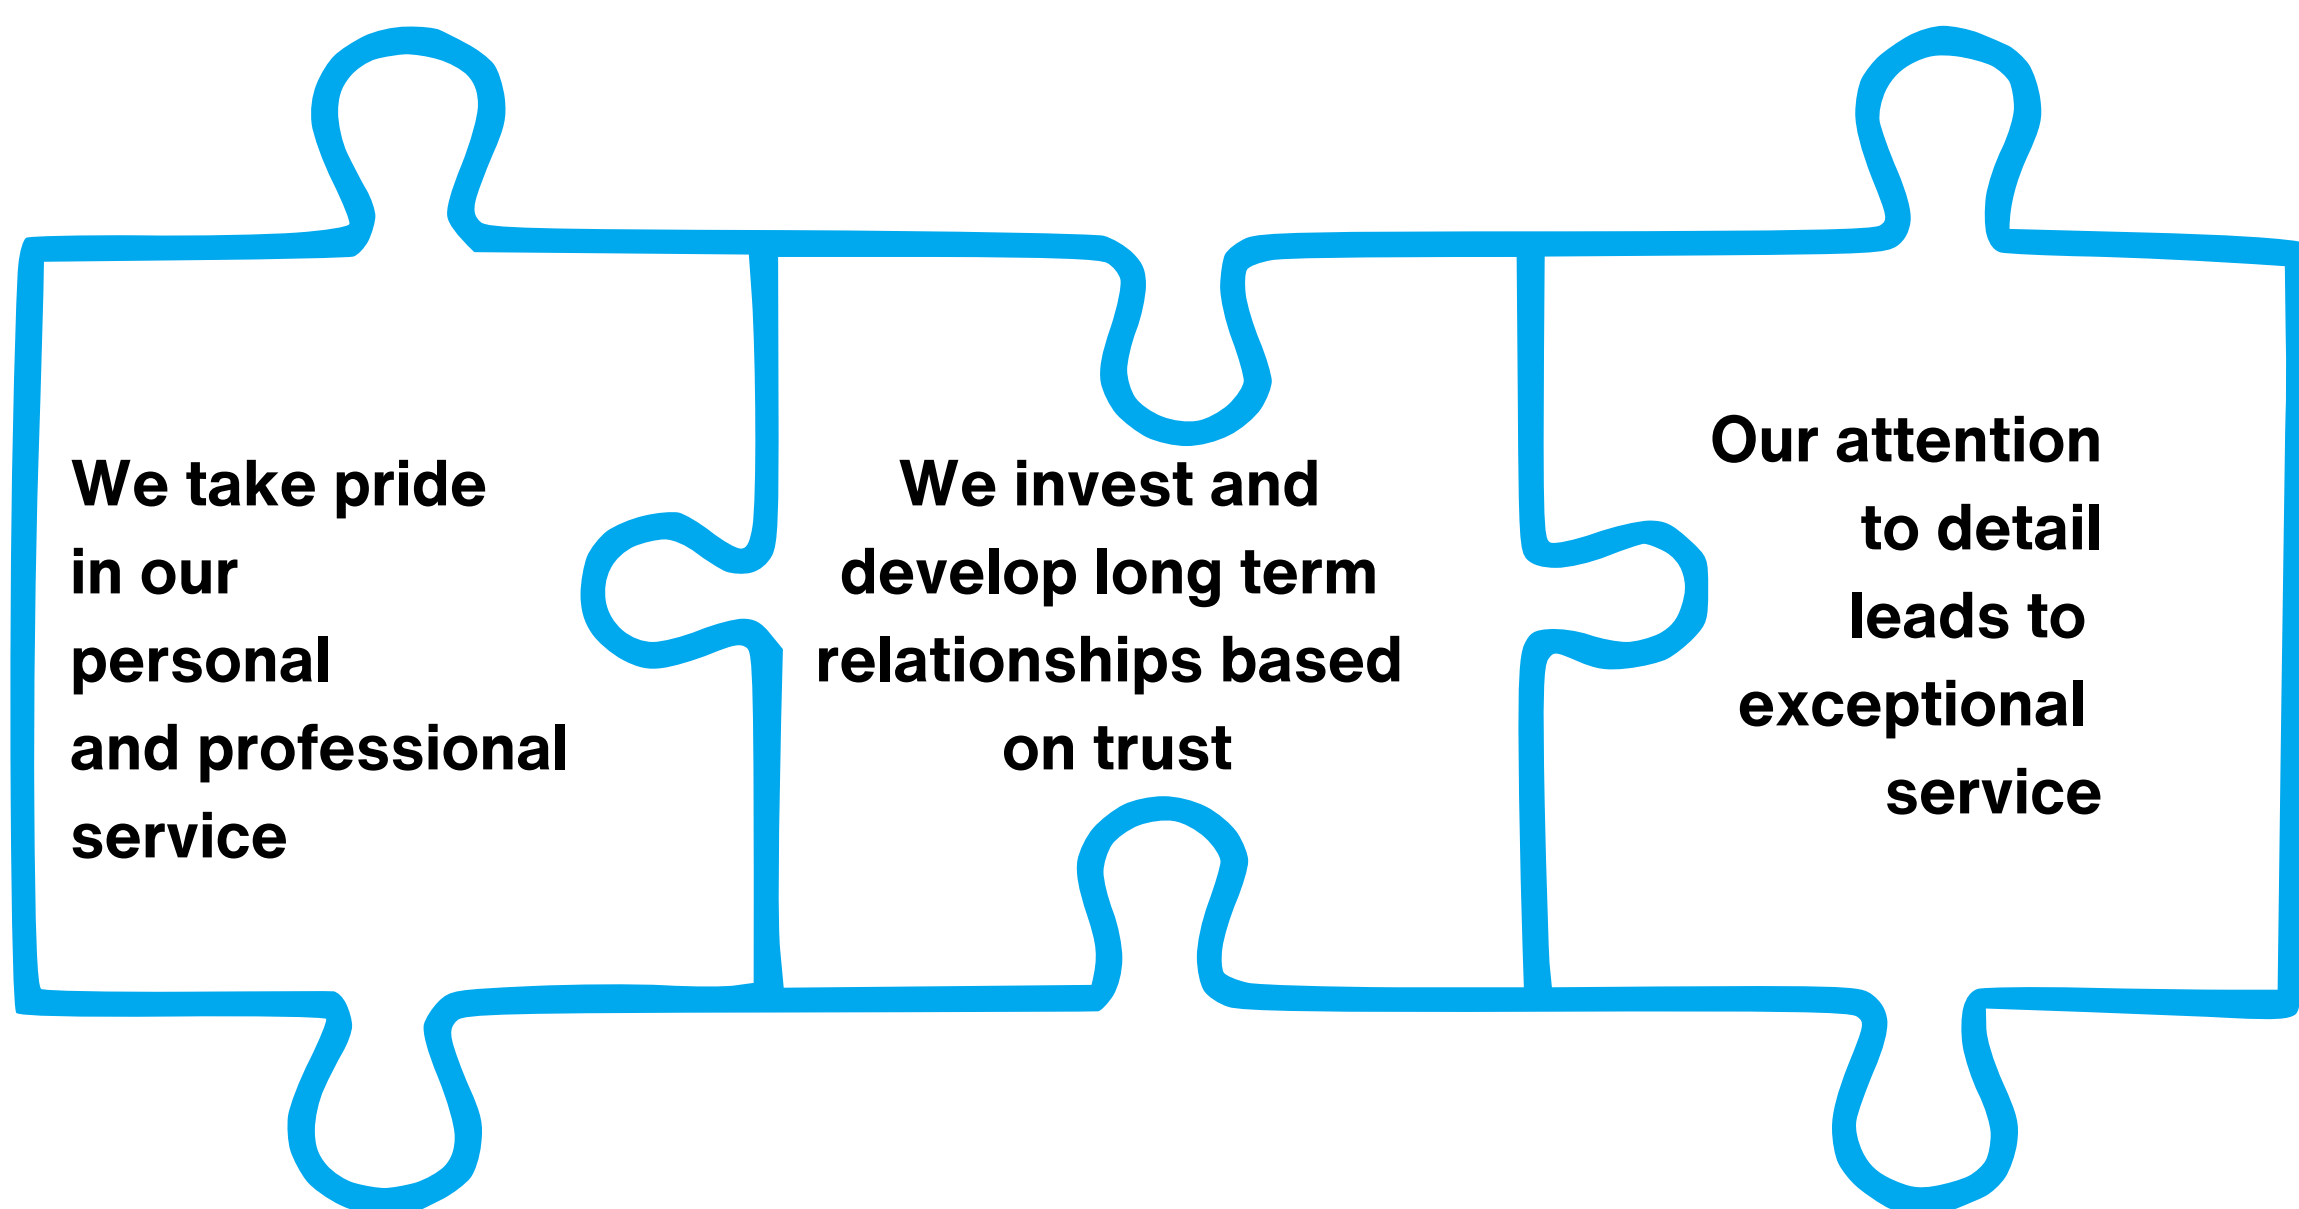 We take pride
in our
personal
and professional
service
We invest and
develop long term
relationships based
on trust
Our attention
to detail
leads to
exceptional
service